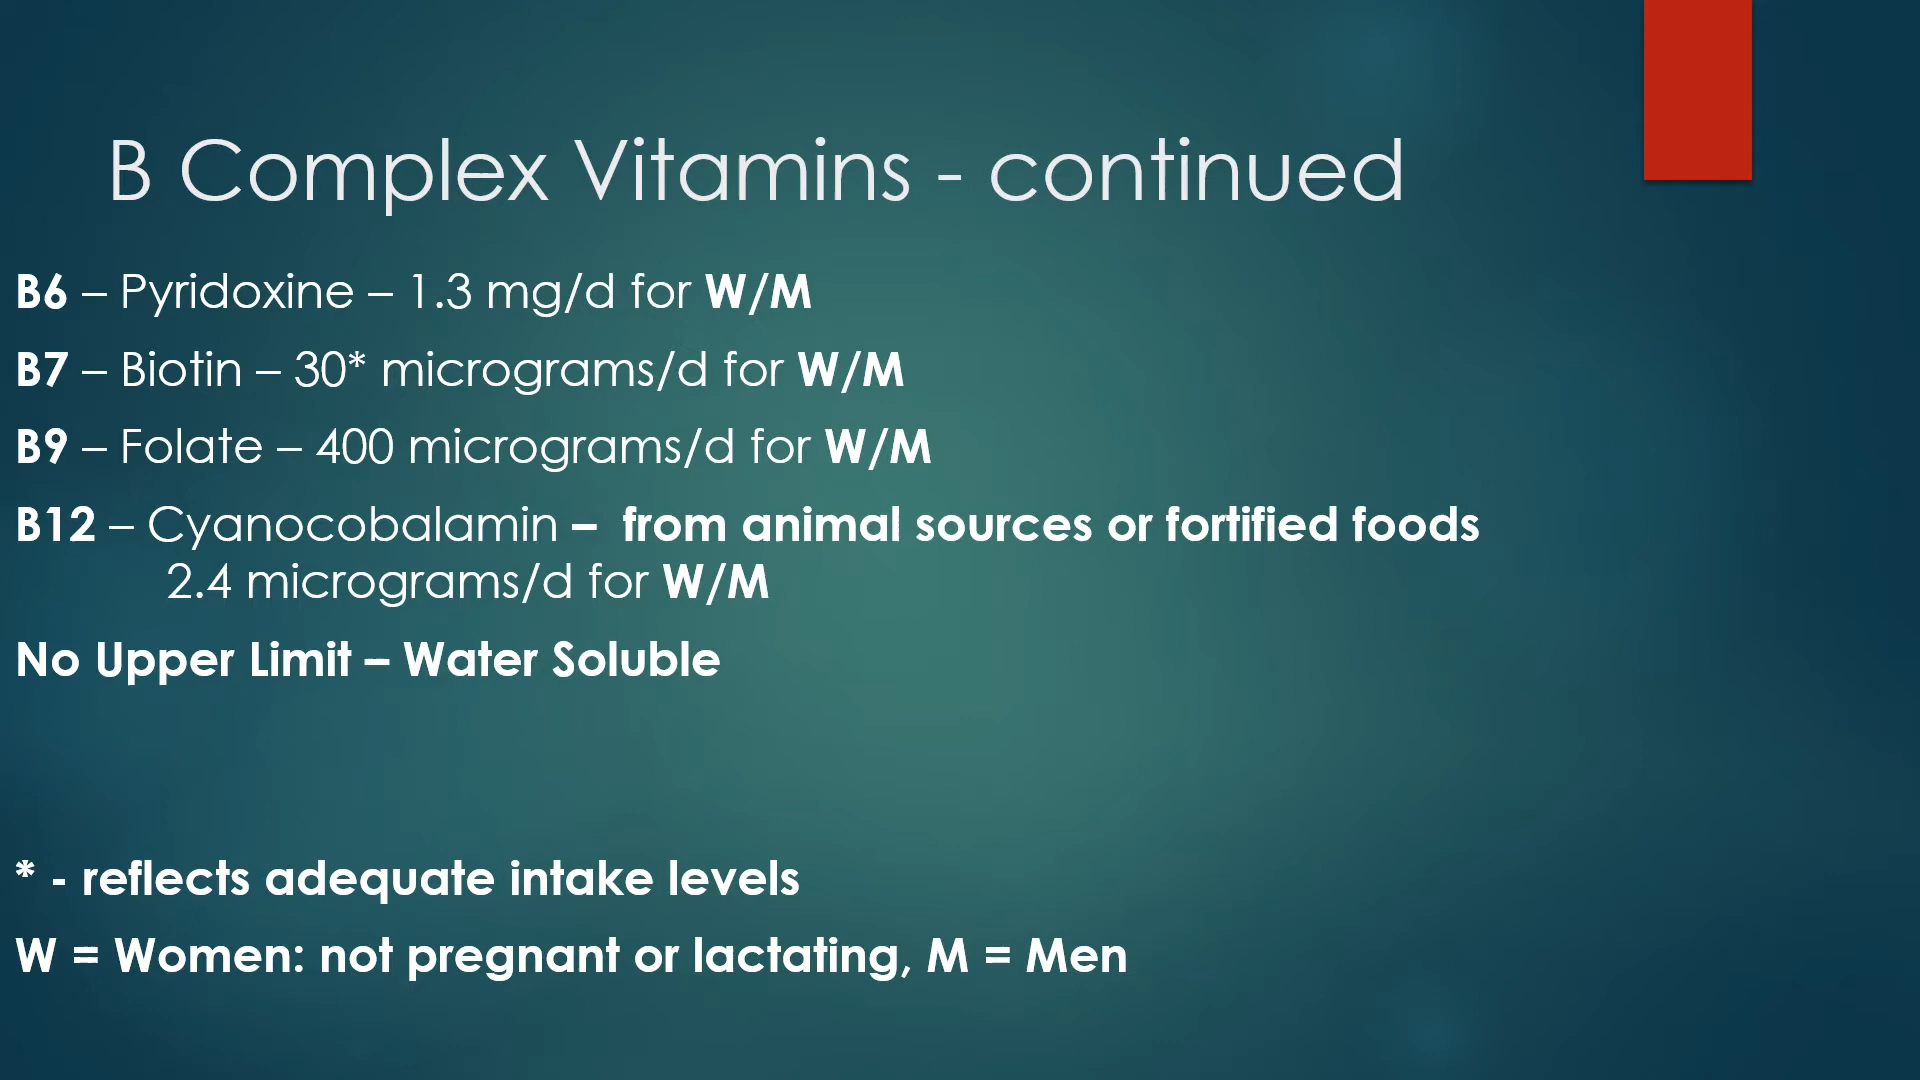 B Complex Vitamins - continued
B6 – Pyridoxine – 1.3 mg/d for W/M
B7 – Biotin – 30* micrograms/d for W/M
B9 – Folate – 400 micrograms/d for W/M
B12 – Cyanocobalamin – from animal sources or fortified foods
2.4 micrograms/d for W/M
No Upper Limit – Water Soluble
* - reflects adequate intake levels
W = Women: not pregnant or lactating, M = Men